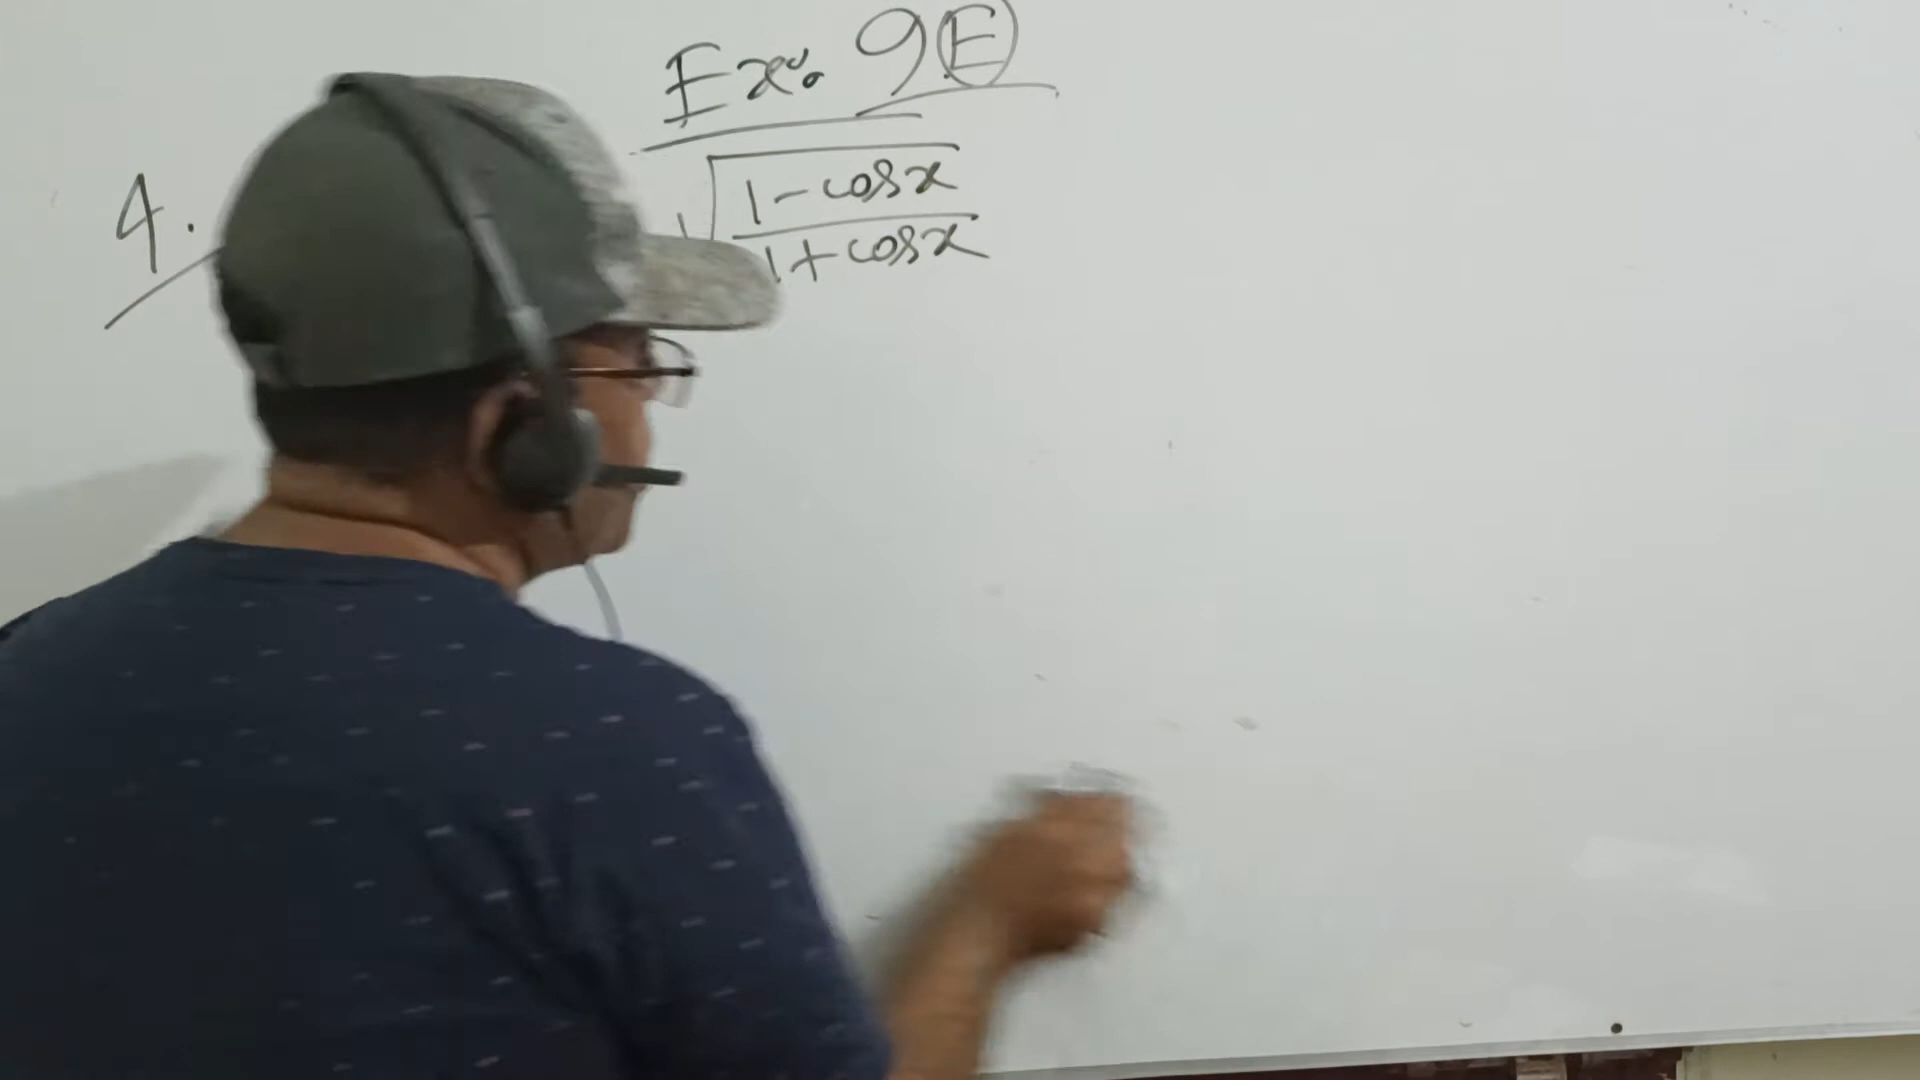 Ex: 9(E)
4. √(1-cosx / 1+cosx)